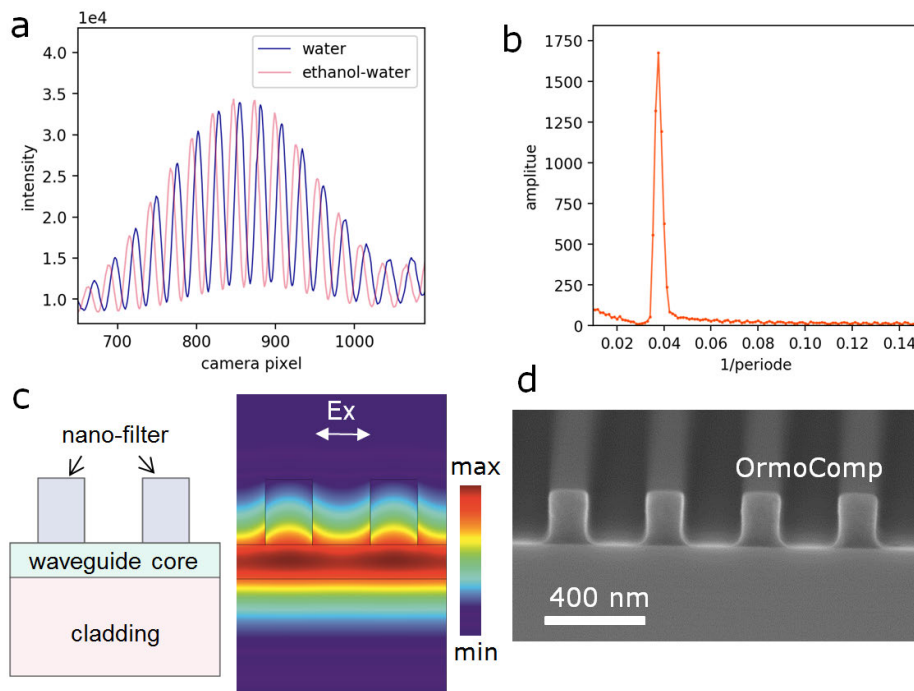 a
1e4
water
ethanol-water
4.0
3.5
3.0
2.5
2.0
1.5
1.0
intensity
700
800
900
1000
camera pixel
b
1750
1500
1250
1000
750
500
250
0
amplitue
0.02
0.04
0.06
0.08
0.10
0.12
0.14
1/periode
c
nano-filter
waveguide core
cladding
Ex
max
min
d
OrmoComp
400 nm